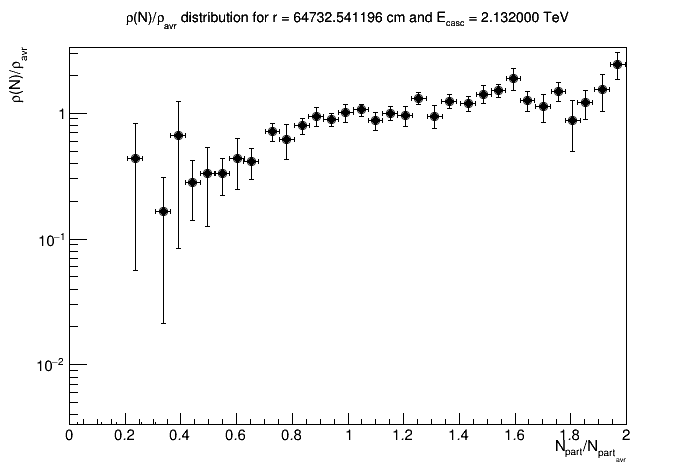 ρ(N)/ρavr distribution for r = 64732.541196 cm and Ecasc = 2.132000 TeV
ρ(N)/ρavr
1
10−1
10−2
0 0.2 0.4 0.6 0.8 1 1.2 1.4 1.6 1.8 2
Npart/Npartavr